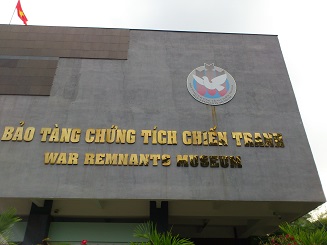 BẢO TÀNG CHỨNG TÍCH CHIẾN TRANH
WAR REMNANTS MUSEUM